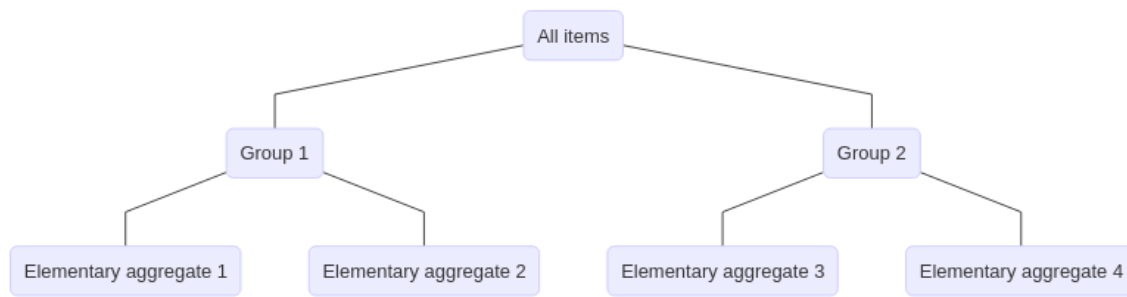 All items
Group 1
Group 2
Elementary aggregate 1
Elementary aggregate 2
Elementary aggregate 3
Elementary aggregate 4